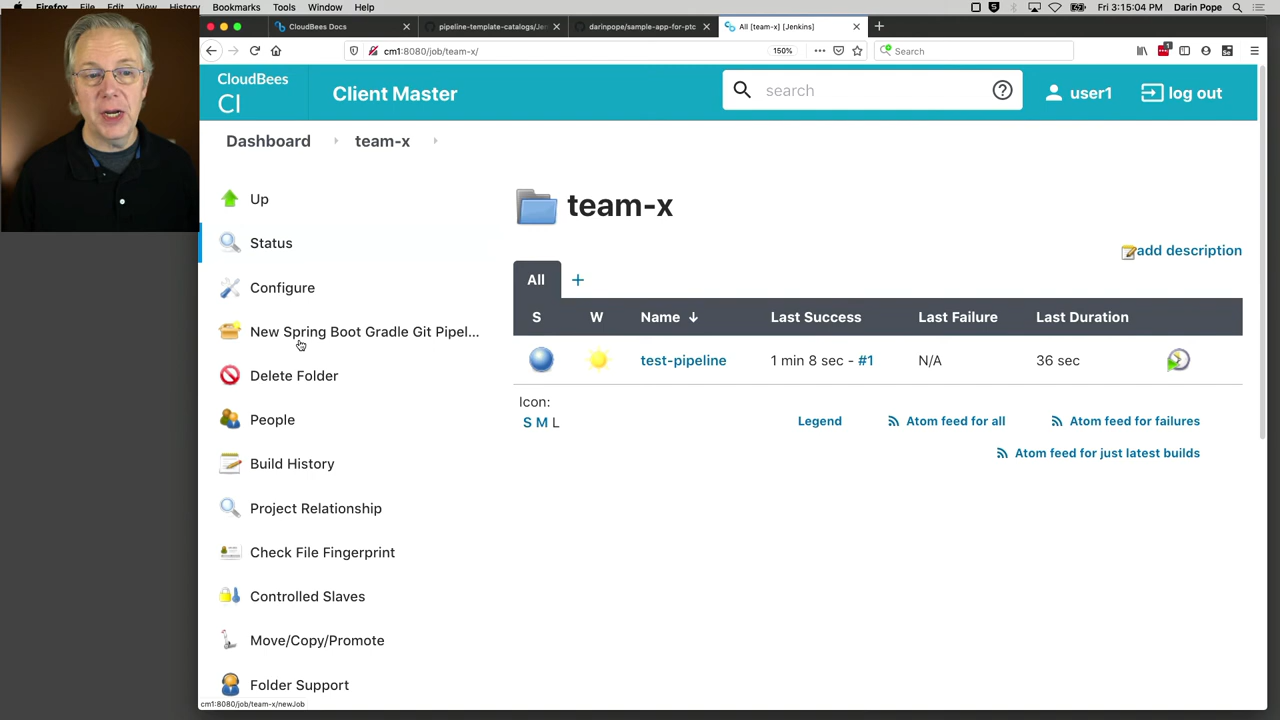 Firefox File Edit View History Bookmarks Tools Window Help Fri 3:15:04 PM Darin Pope
CloudBees Docs
pipeline-template-catalogs/Jen
darinpope/sample-app-for-ptc
All [team-x] [Jenkins]
cm1:8080/job/team-x/
150%
Search
CloudBees
CI
Client Master
search
user1
log out
Dashboard
team-x
Up
Status
Configure
New Spring Boot Gradle Git Pipel...
Delete Folder
People
Build History
Project Relationship
Check File Fingerprint
Controlled Slaves
Move/Copy/Promote
Folder Support
team-x
add description
All +
S W Name ↓ Last Success Last Failure Last Duration
test-pipeline 1 min 8 sec - #1 N/A 36 sec
Icon:
S M L
Legend
Atom feed for all
Atom feed for failures
Atom feed for just latest builds
cm1:8080/job/team-x/newJob